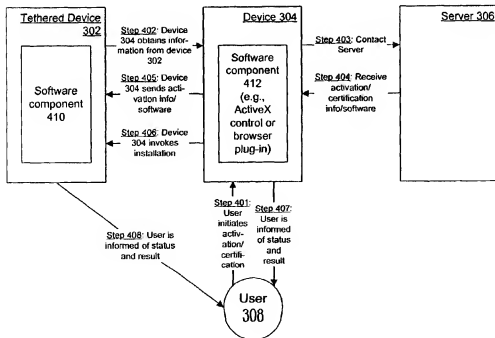 Tethered Device
302
Software
component
410
Step 402: Device
304 obtains infor-
mation from device
302
Step 405: Device
304 sends acti-
vation info/
software
Step 406: Device
304 invokes
installation
Device 304
Software
component
412
(e.g.,
ActiveX
control or
browser
plug-in)
Step 403: Contact
Server
Step 404: Receive
activation/
certification
info/software
Server 306
Step 408: User is
informed of status
and result
Step 401:
User
initiates
activ-
ation/
certifi-
cation
Step 407:
User is
informed
of status
and result
User
308